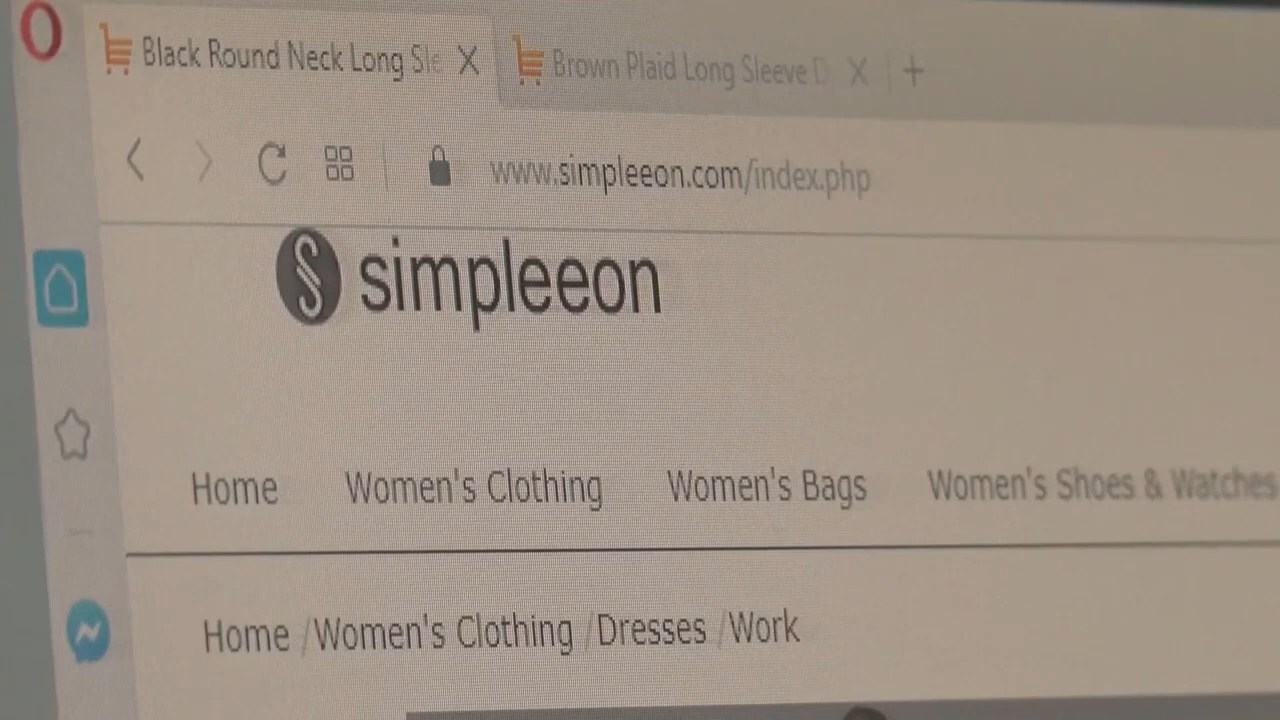 Black Round Neck Long Sle
Brown Plaid Long Sleeve D
www.simpleeon.com/index.php
simpleeon
Home Women's Clothing Women's Bags Women's Shoes & Watches
Home /Women's Clothing /Dresses /Work